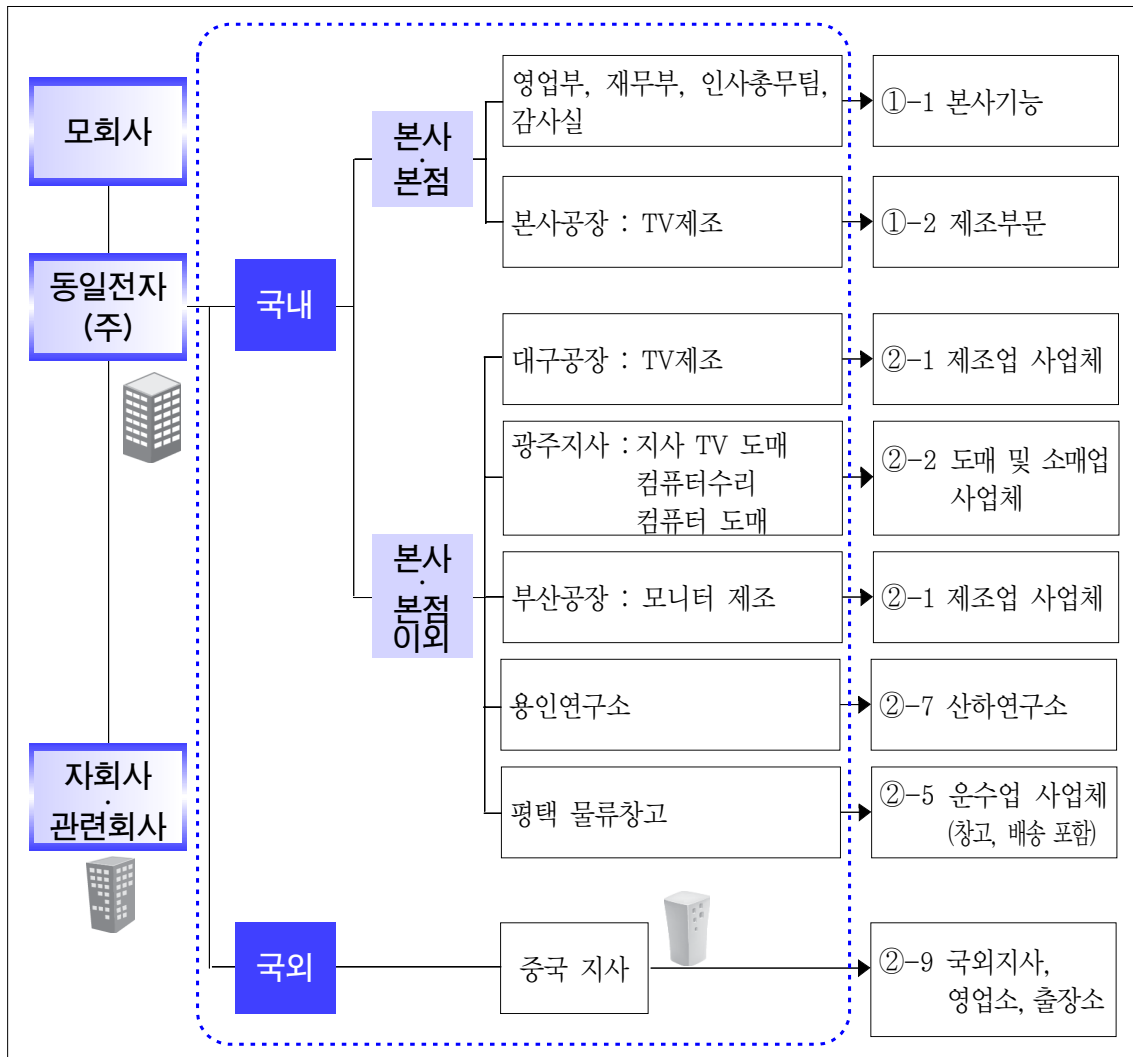 모회사
동일전자
(주)
자회사
·
관련회사
국내
국외
본사
·
본점
본사
·
본점
이외
영업부, 재무부, 인사총무팀,
감사실
①-1 본사기능
본사공장 : TV제조
①-2 제조부문
대구공장 : TV제조
②-1 제조업 사업체
광주지사 : 지사 TV 도매
컴퓨터수리
컴퓨터 도매
②-2 도매 및 소매업
사업체
부산공장 : 모니터 제조
②-1 제조업 사업체
용인연구소
②-7 산하연구소
평택 물류창고
②-5 운수업 사업체
(창고, 배송 포함)
중국 지사
②-9 국외지사,
영업소, 출장소